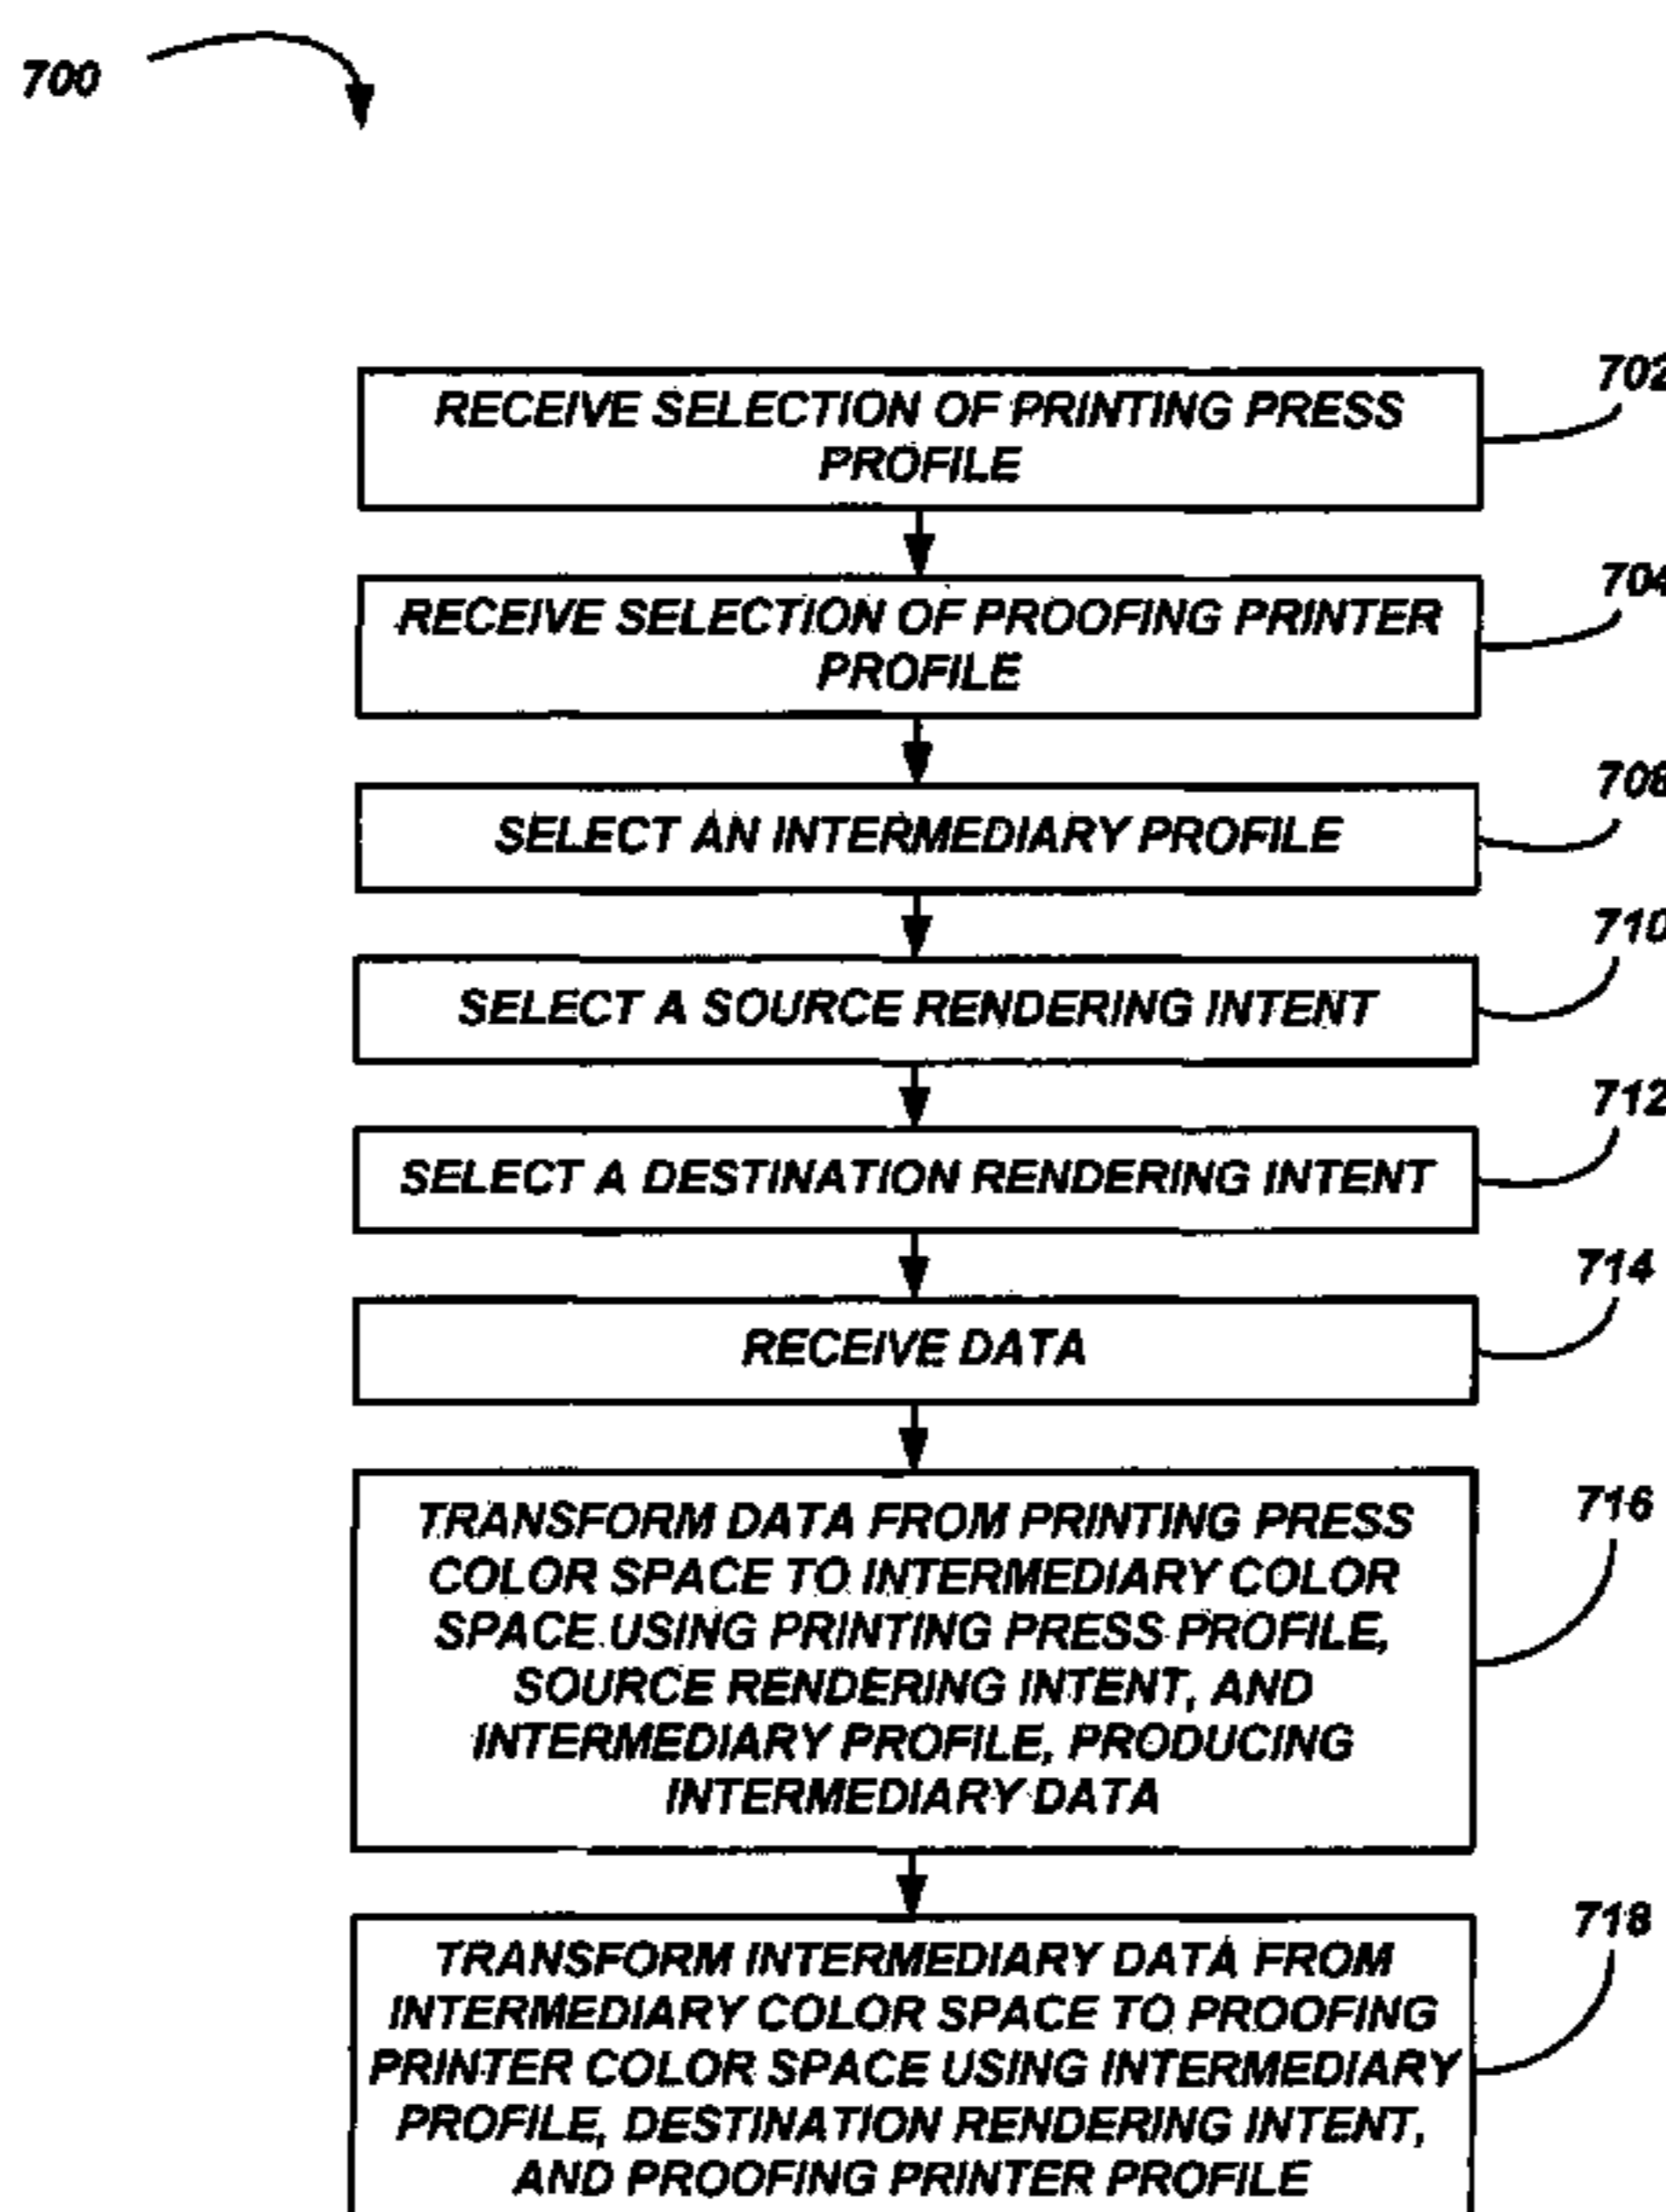 700
702
RECEIVE SELECTION OF PRINTING PRESS
PROFILE
704
RECEIVE SELECTION OF PROOFING PRINTER
PROFILE
708
SELECT AN INTERMEDIARY PROFILE
710
SELECT A SOURCE RENDERING INTENT
712
SELECT A DESTINATION RENDERING INTENT
714
RECEIVE DATA
716
TRANSFORM DATA FROM PRINTING PRESS
COLOR SPACE TO INTERMEDIARY COLOR
SPACE USING PRINTING PRESS PROFILE,
SOURCE RENDERING INTENT, AND
INTERMEDIARY PROFILE, PRODUCING
INTERMEDIARY DATA
718
TRANSFORM INTERMEDIARY DATA FROM
INTERMEDIARY COLOR SPACE TO PROOFING
PRINTER COLOR SPACE USING INTERMEDIARY
PROFILE, DESTINATION RENDERING INTENT,
AND PROOFING PRINTER PROFILE